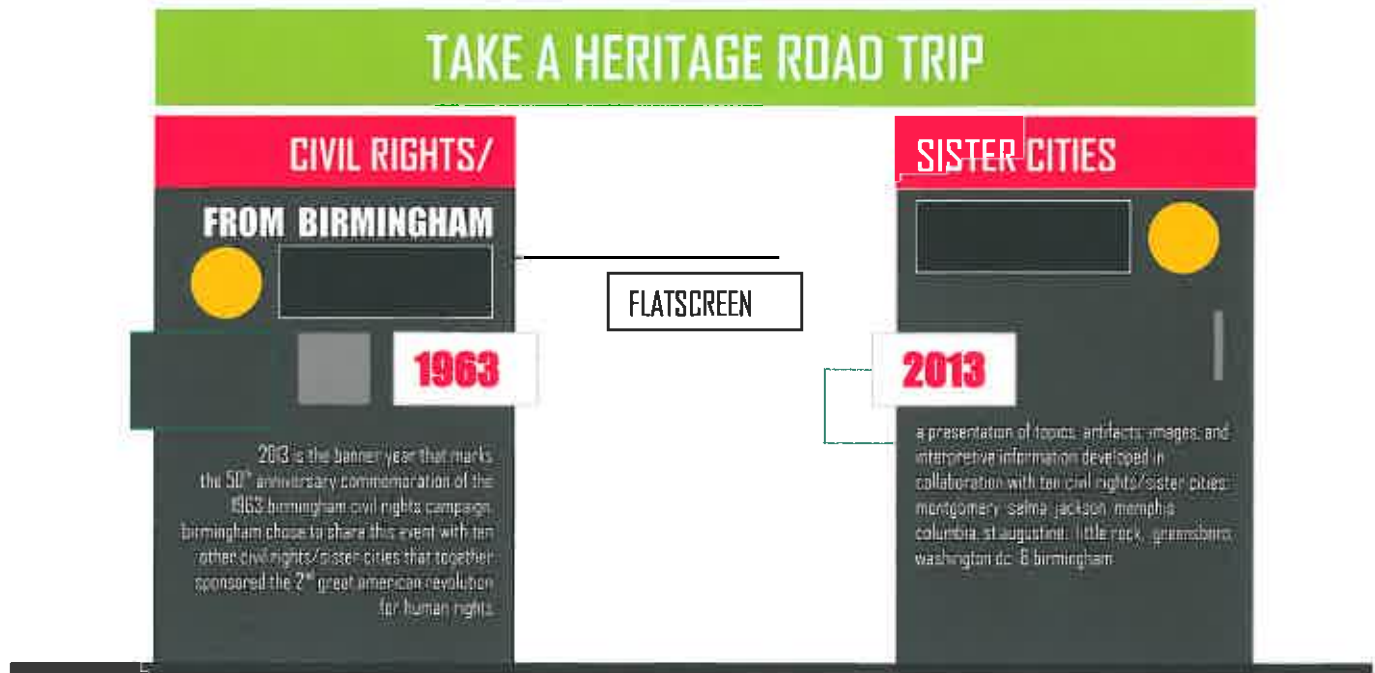 TAKE A HERITAGE ROAD TRIP
CIVIL RIGHTS/
FROM BIRMINGHAM
1963
2013 is the banner year that marks
the 50th anniversary commemoration of the
1963 birmingham civil rights campaign.
birmingham chose to share this event with ten
other civil rights/sister cities that together
sponsored the 2nd great american revolution
for human rights.
FLATSCREEN
SISTER CITIES
2013
a presentation of topics, artifacts, images, and
interpretive information developed in
collaboration with ten civil rights/sister cities:
montgomery, selma, jackson, memphis,
columbia, st.augustine, little rock, greensboro,
washington dc, & birmingham